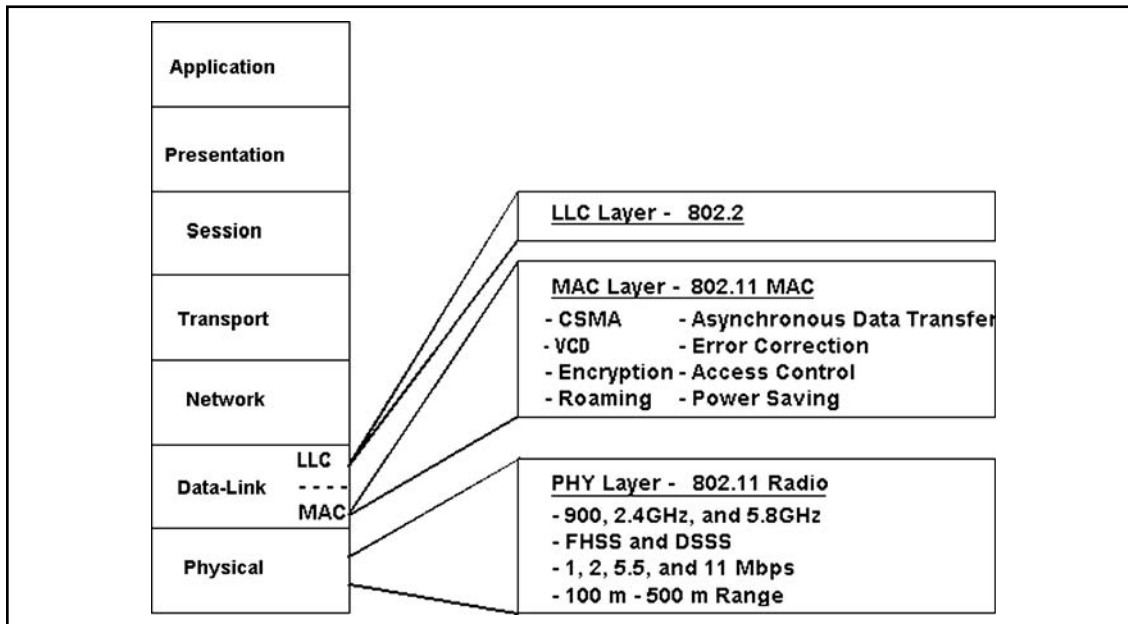 Application
Presentation
Session
Transport
Network
LLC
Data-Link
- - - -
MAC
Physical
LLC Layer - 802.2
MAC Layer - 802.11 MAC
- CSMA - Asynchronous Data Transfer
- VCD - Error Correction
- Encryption - Access Control
- Roaming - Power Saving
PHY Layer - 802.11 Radio
- 900, 2.4GHz, and 5.8GHz
- FHSS and DSSS
- 1, 2, 5.5, and 11 Mbps
- 100 m - 500 m Range